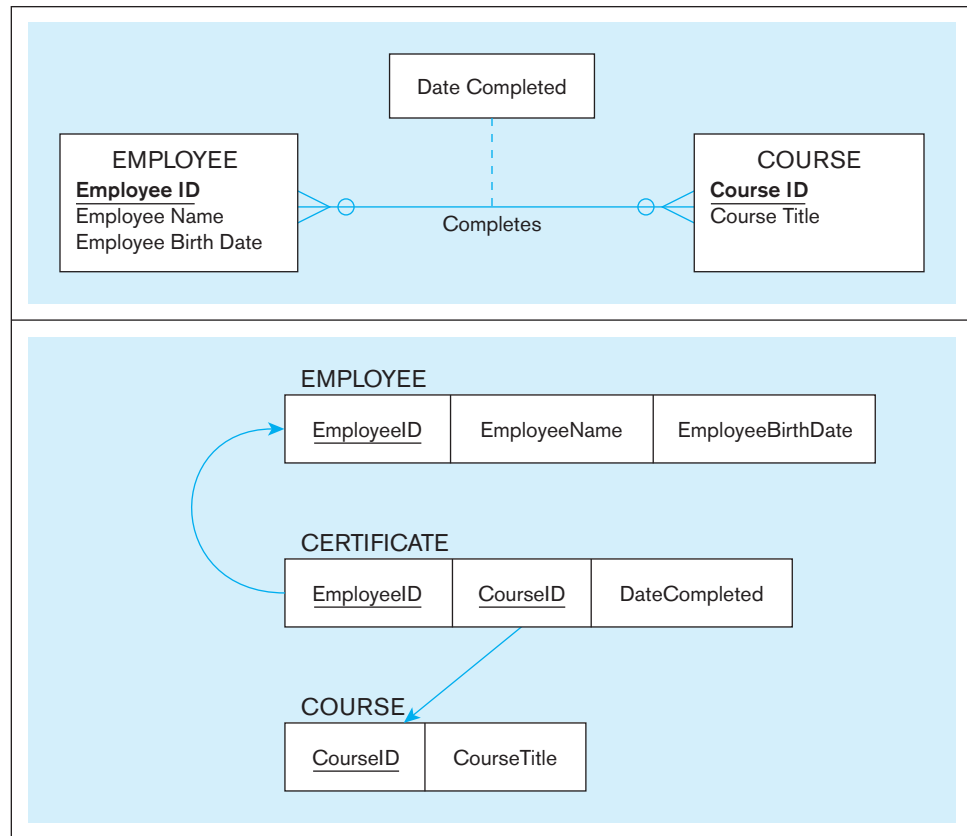 Date Completed
EMPLOYEE
Employee ID
Employee Name
Employee Birth Date
Completes
COURSE
Course ID
Course Title
EMPLOYEE
EmployeeID EmployeeName EmployeeBirthDate
CERTIFICATE
EmployeeID CourseID DateCompleted
COURSE
CourseID CourseTitle